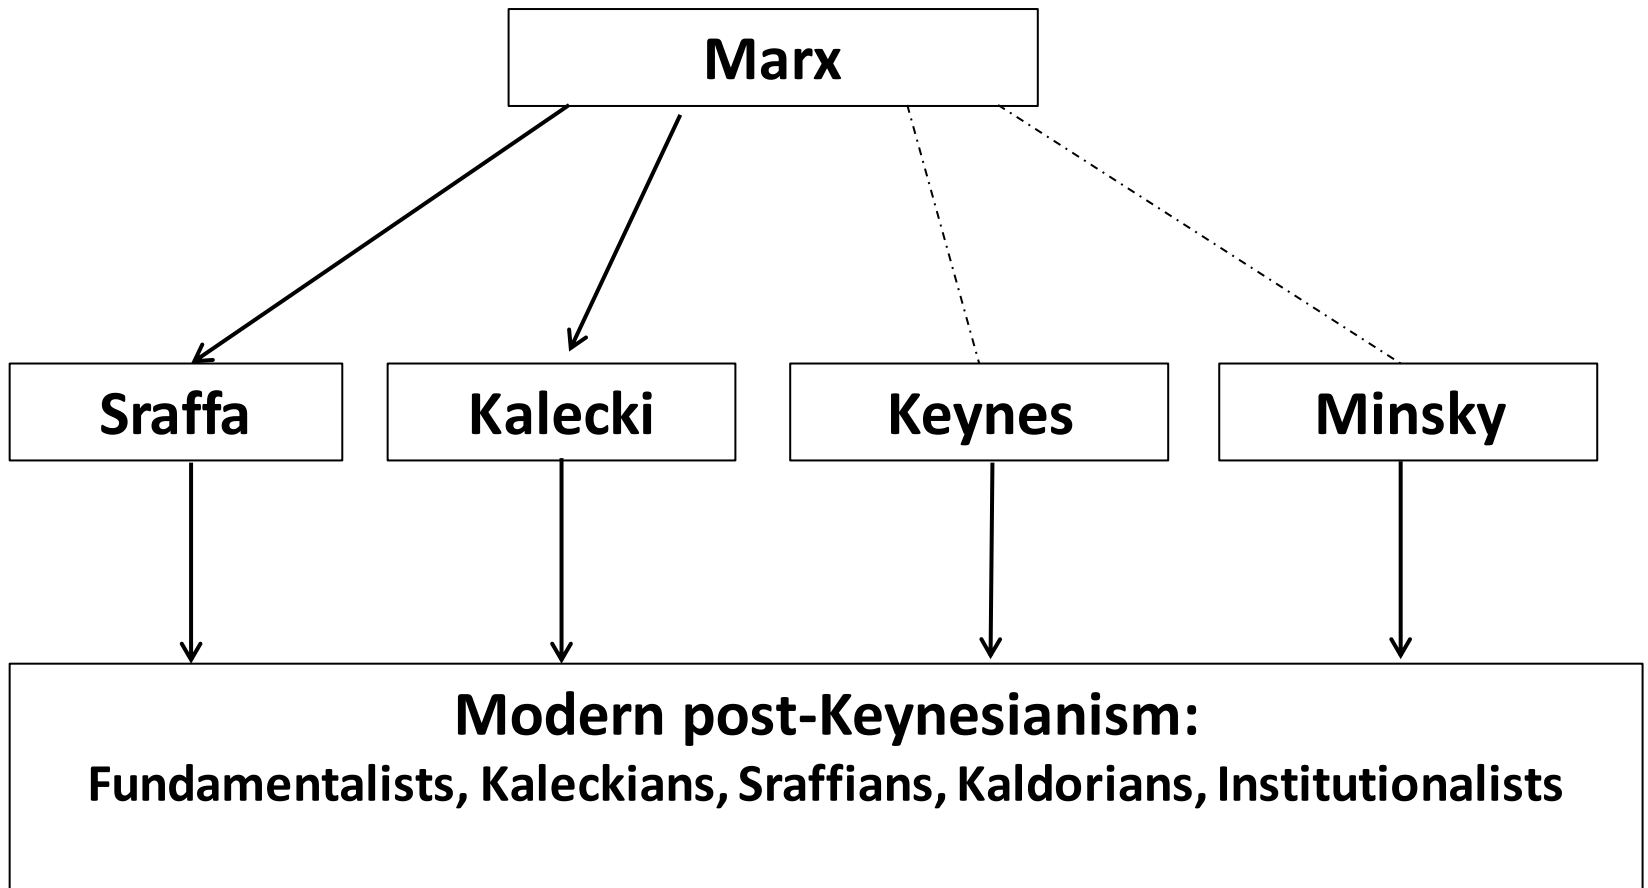 Marx
Sraffa
Kalecki
Keynes
Minsky
Modern post-Keynesianism:
Fundamentalists, Kaleckians, Sraffians, Kaldorians, Institutionalists